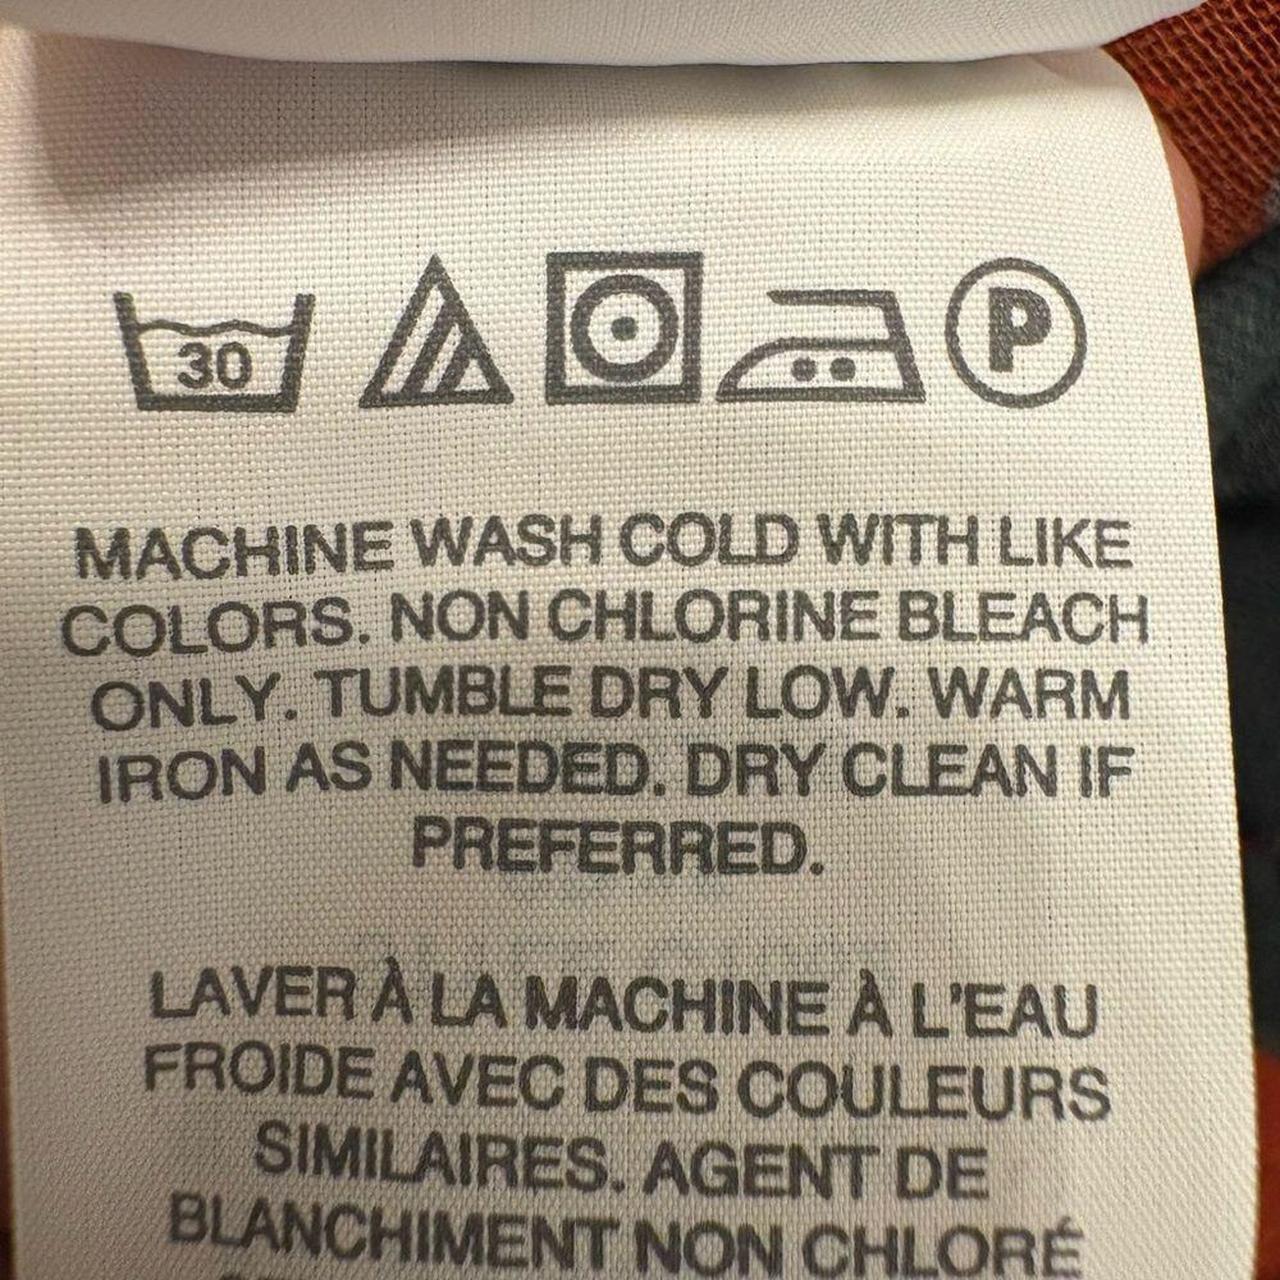 30 P
MACHINE WASH COLD WITH LIKE
COLORS. NON CHLORINE BLEACH
ONLY. TUMBLE DRY LOW. WARM
IRON AS NEEDED. DRY CLEAN IF
PREFERRED.
LAVER À LA MACHINE À L'EAU
FROIDE AVEC DES COULEURS
SIMILAIRES. AGENT DE
BLANCHIMENT NON CHLORÉ